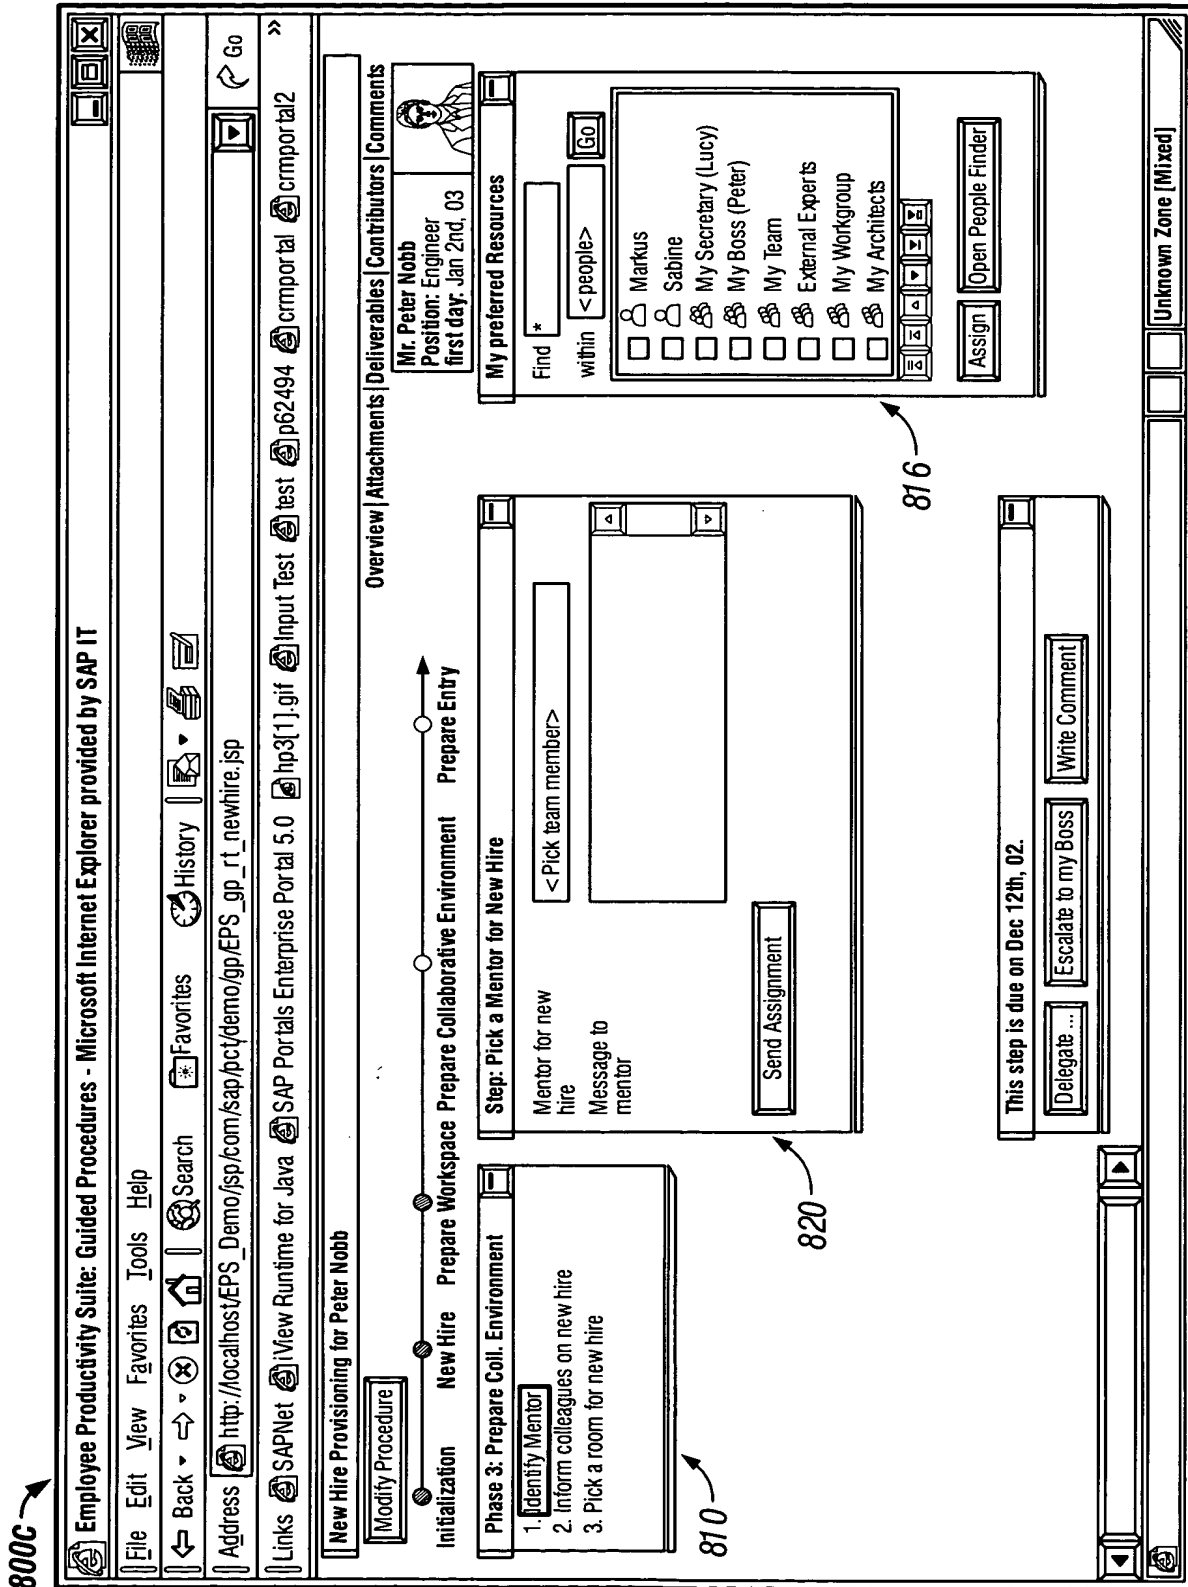 800C
Employee Productivity Suite: Guided Procedures - Microsoft Internet Explorer provided by SAP IT
File Edit View Favorites Tools Help
Back Search Favorites History
Address http://localhost/EPS_Demo/jsp/com/sap/pct/demo/gp/EPS_gp_rt_newhire.jsp Go
Links SAPNet iView Runtime for Java SAP Portals Enterprise Portal 5.0 hp3[1].gif Input Test test p62494 crmportal crmportal2 »
New Hire Provisioning for Peter Nobb
Overview|Attachments|Deliverables|Contributors|Comments
Modify Procedure
Mr. Peter Nobb
Position: Engineer
first day: Jan 2nd, 03
Initialization New Hire Prepare Workspace Prepare Collaborative Environment Prepare Entry
Phase 3: Prepare Coll. Environment
1. Identify Mentor
2. Inform colleagues on new hire
3. Pick a room for new hire
810
Step: Pick a Mentor for New Hire
Mentor for new
hire
<Pick team member>
Message to
mentor
Send Assignment
820
My preferred Resources
Find *
within <people> Go
Markus
Sabine
My Secretary (Lucy)
My Boss (Peter)
My Team
External Experts
My Workgroup
My Architects
Assign Open People Finder
816
This step is due on Dec 12th, 02.
Delegate ... Escalate to my Boss Write Comment
Unknown Zone [Mixed]